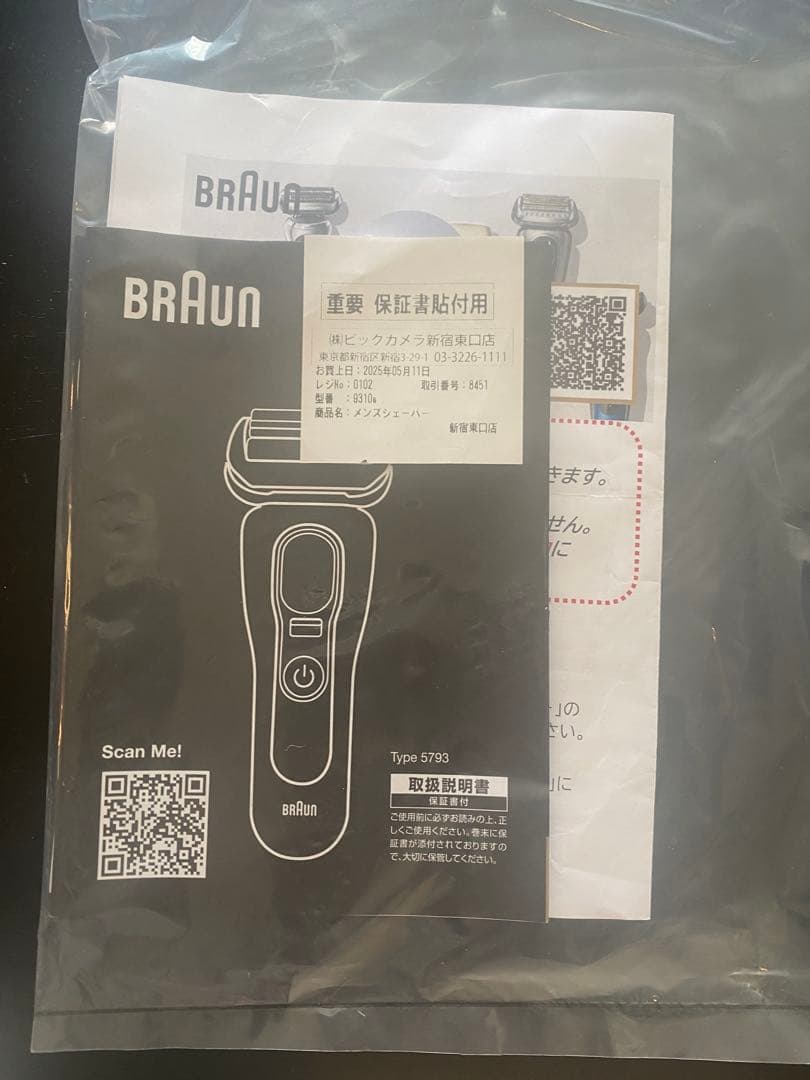 BRAUN
BRAUN
重要 保証書貼付用
㈱ビックカメラ新宿東口店
東京都新宿区新宿3-29-1 03-3226-1111
お買上日:2025年05月11日
レジNo:0102 取引番号:8451
型番 :9310s
商品名:メンズシェーバー
新宿東口店
きます。
せん。
に
」の
さい。
」に
Scan Me!
BRAUN
Type 5793
取扱説明書
保証書付
ご使用前に必ずお読みの上、正
しくご使用ください。巻末に保
証書が添付されておりますの
で、大切に保管してください。